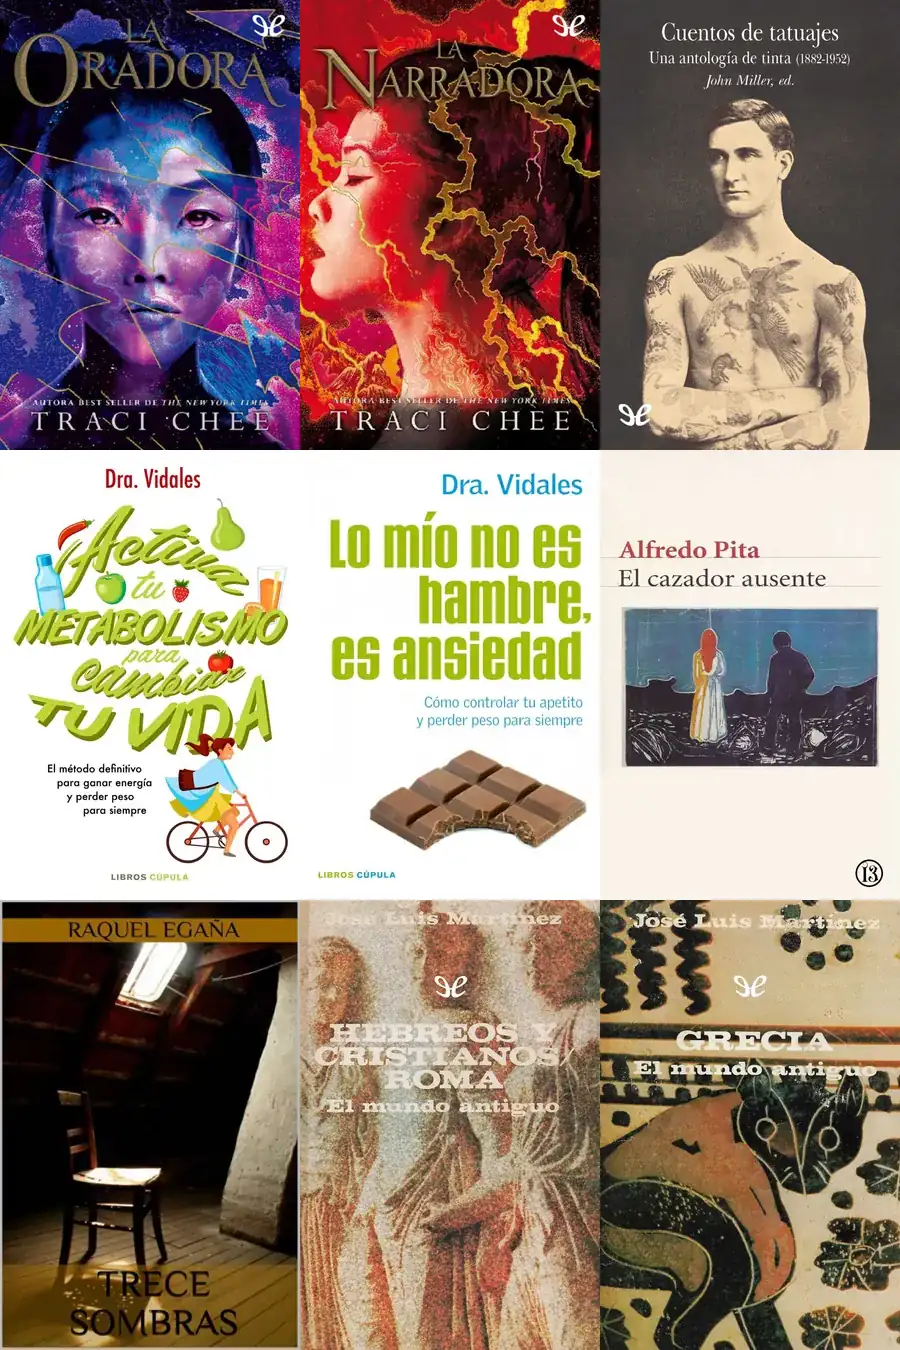 LA
ORADORA
AUTORA BEST SELLER DE THE NEW YORK TIMES
TRACI CHEE
LA
NARRADORA
AUTORA BEST SELLER DE THE NEW YORK TIMES
TRACI CHEE
Cuentos de tatuajes
Una antología de tinta (1882-1952)
John Miller, ed.
Dra. Vidales
Activa
tu
METABOLISMO
para
cambiar
TU VIDA
El método definitivo
para ganar energía
y perder peso
para siempre
LIBROS CÚPULA
Dra. Vidales
Lo mío no es
hambre,
es ansiedad
Cómo controlar tu apetito
y perder peso para siempre
LIBROS CÚPULA
Alfredo Pita
El cazador ausente
13
RAQUEL EGAÑA
TRECE
SOMBRAS
José Luis Martínez
HEBREOS Y
CRISTIANOS/
ROMA
El mundo antiguo
José Luis Martínez
GRECIA
El mundo antiguo